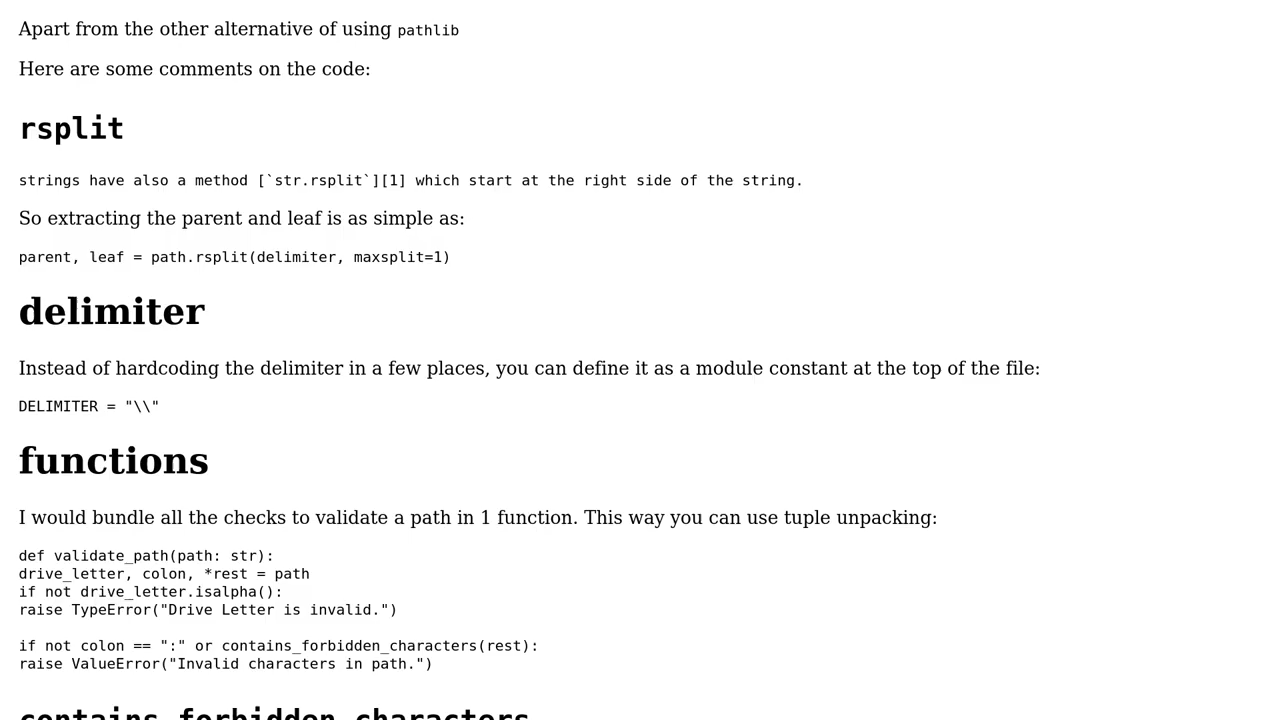 Apart from the other alternative of using pathlib
Here are some comments on the code:
rsplit
strings have also a method [`str.rsplit`][1] which start at the right side of the string.
So extracting the parent and leaf is as simple as:
parent, leaf = path.rsplit(delimiter, maxsplit=1)
delimiter
Instead of hardcoding the delimiter in a few places, you can define it as a module constant at the top of the file:
DELIMITER = "\\"
functions
I would bundle all the checks to validate a path in 1 function. This way you can use tuple unpacking:
def validate_path(path: str):
drive_letter, colon, *rest = path
if not drive_letter.isalpha():
raise TypeError("Drive Letter is invalid.")
if not colon == ":" or contains_forbidden_characters(rest):
raise ValueError("Invalid characters in path.")
contains_forbidden_characters